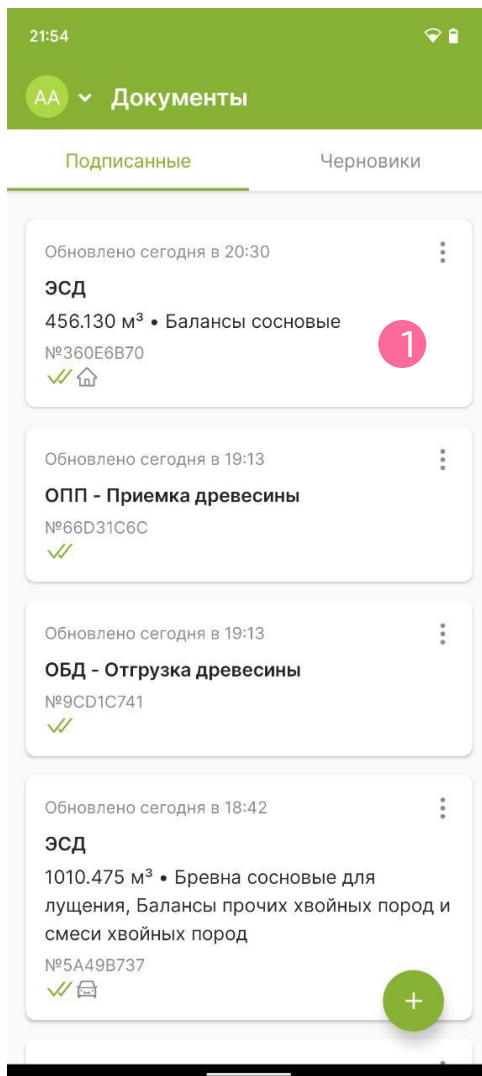 21:54
AA Документы
Подписанные Черновики
Обновлено сегодня в 20:30
ЭСД
456.130 м³ • Балансы сосновые
1
№360E6B70
Обновлено сегодня в 19:13
ОПП - Приемка древесины
№66D31C6C
Обновлено сегодня в 19:13
ОБД - Отгрузка древесины
№9CD1C741
Обновлено сегодня в 18:42
ЭСД
1010.475 м³ • Бревна сосновые для
лущения, Балансы прочих хвойных пород и
смеси хвойных пород
№5A49B737
+